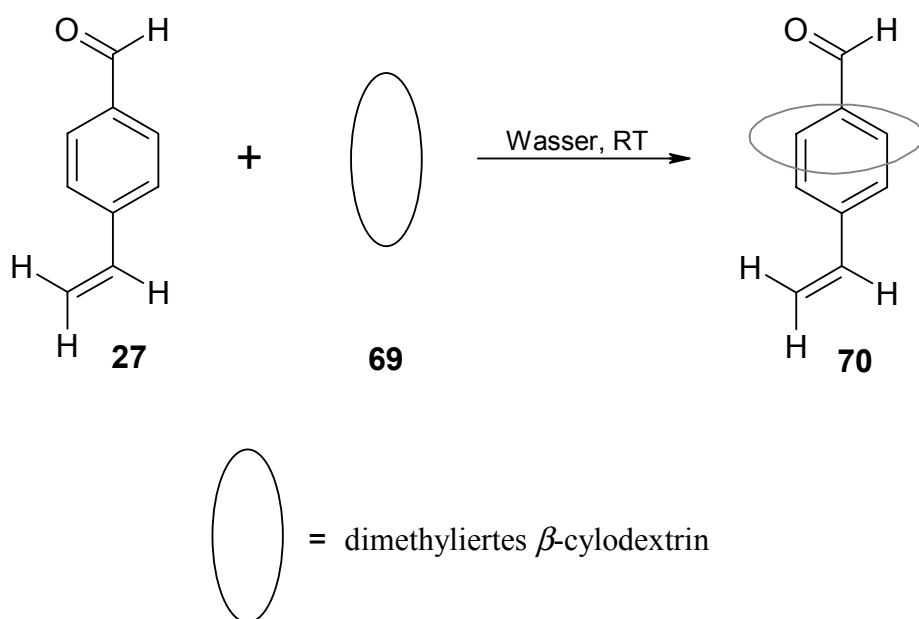 O H O H
+ Wasser, RT
H H H H
H H
27 69 70
= dimethyliertes β-cylodextrin